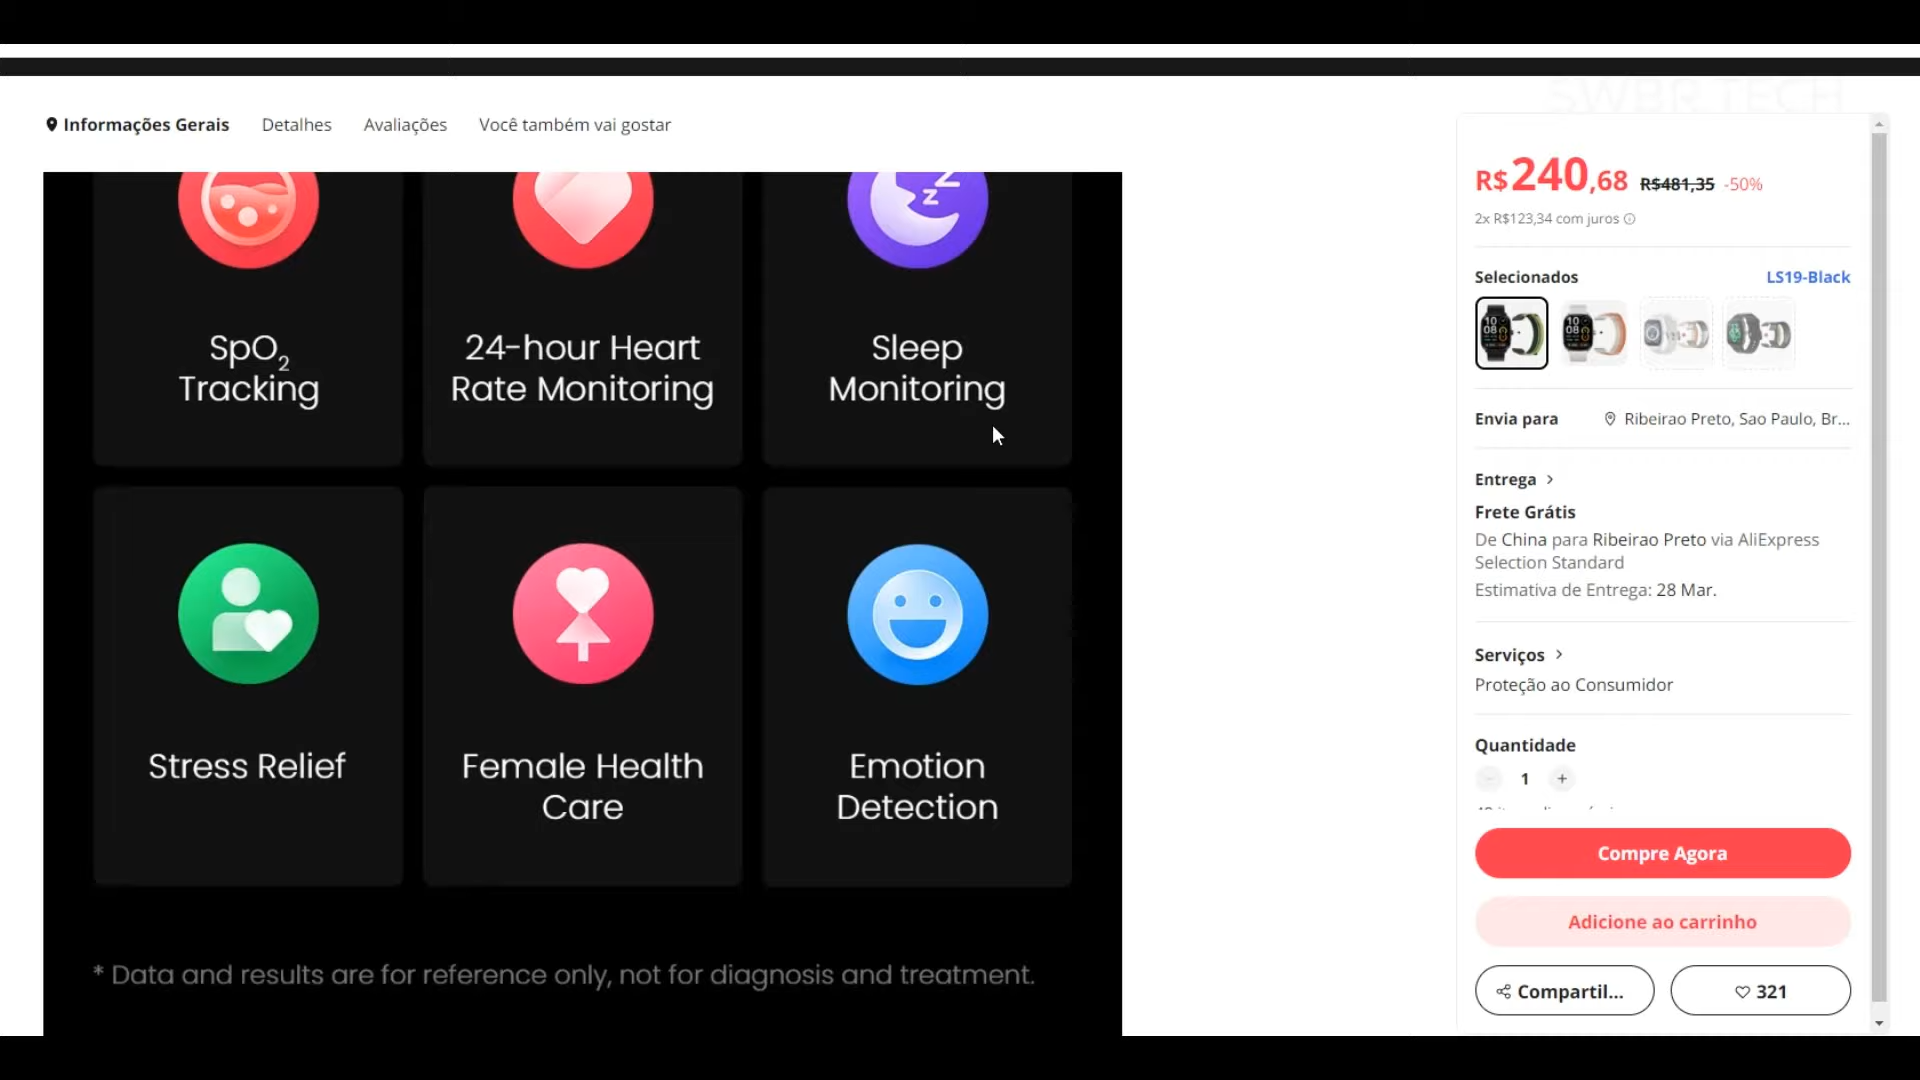 SWBR TECH
Informações Gerais
Detalhes
Avaliações
Você também vai gostar
SpO2
Tracking
24-hour Heart
Rate Monitoring
Sleep
Monitoring
Stress Relief
Female Health
Care
Emotion
Detection
* Data and results are for reference only, not for diagnosis and treatment.
R$240,68 R$481,35 -50%
2x R$123,34 com juros
Selecionados LS19-Black
Envia para Ribeirao Preto, Sao Paulo, Br...
Entrega
Frete Grátis
De China para Ribeirao Preto via AliExpress
Selection Standard
Estimativa de Entrega: 28 Mar.
Serviços
Proteção ao Consumidor
Quantidade
- 1 +
Compre Agora
Adicione ao carrinho
Compartil...
321